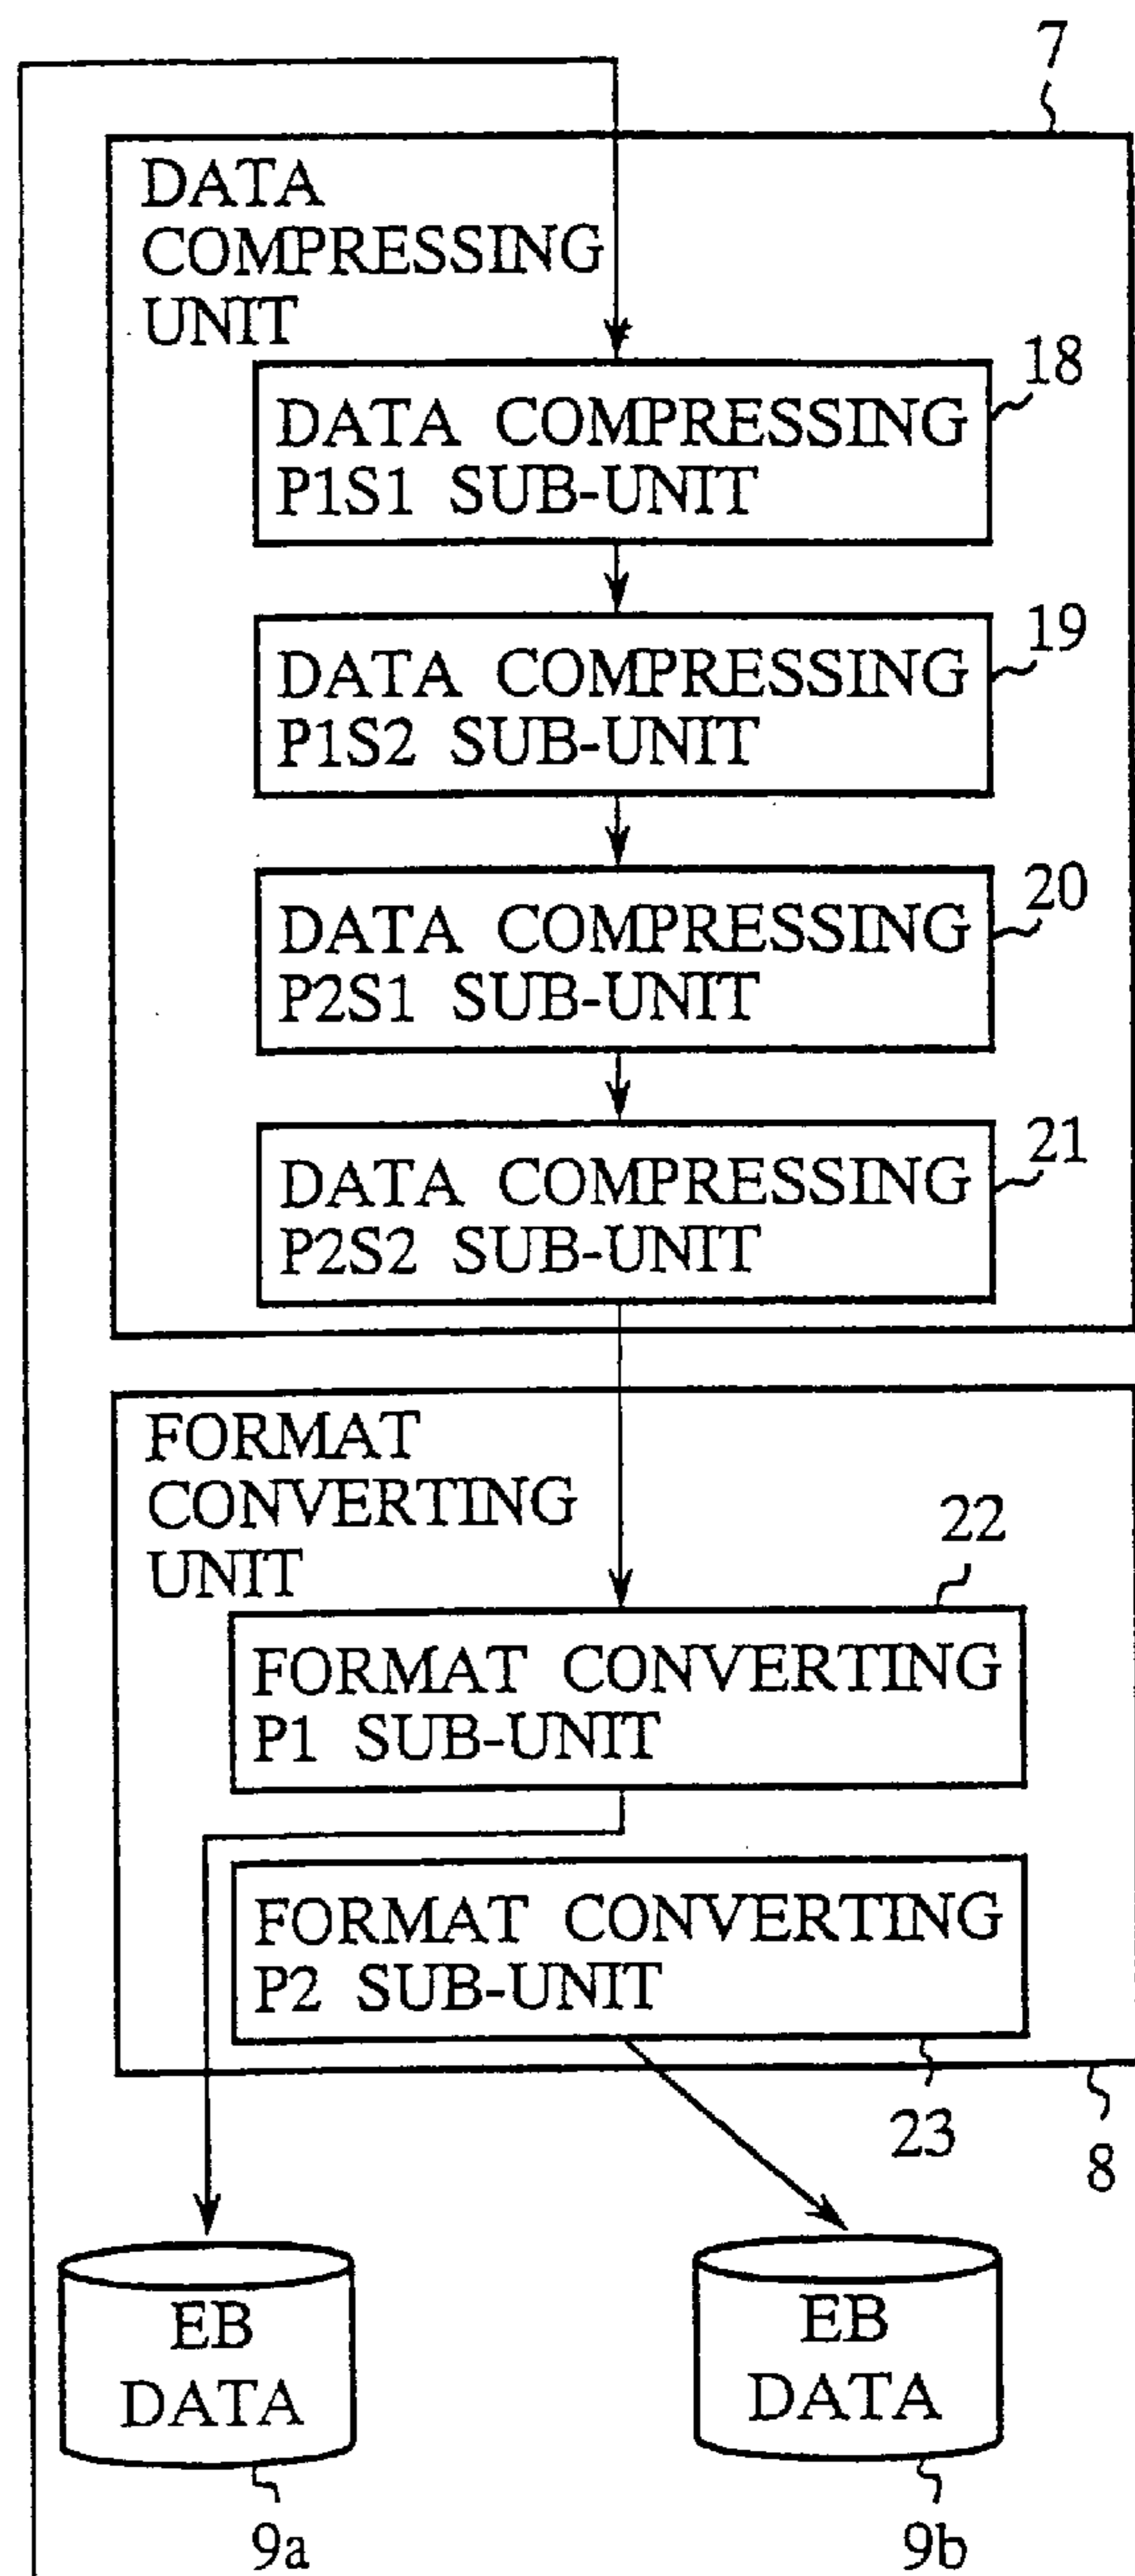 7
DATA
COMPRESSING
UNIT
18
DATA COMPRESSING
P1S1 SUB-UNIT
19
DATA COMPRESSING
P1S2 SUB-UNIT
20
DATA COMPRESSING
P2S1 SUB-UNIT
21
DATA COMPRESSING
P2S2 SUB-UNIT
FORMAT
CONVERTING
UNIT
22
FORMAT CONVERTING
P1 SUB-UNIT
FORMAT CONVERTING
P2 SUB-UNIT
23
8
EB
DATA
EB
DATA
9a
9b